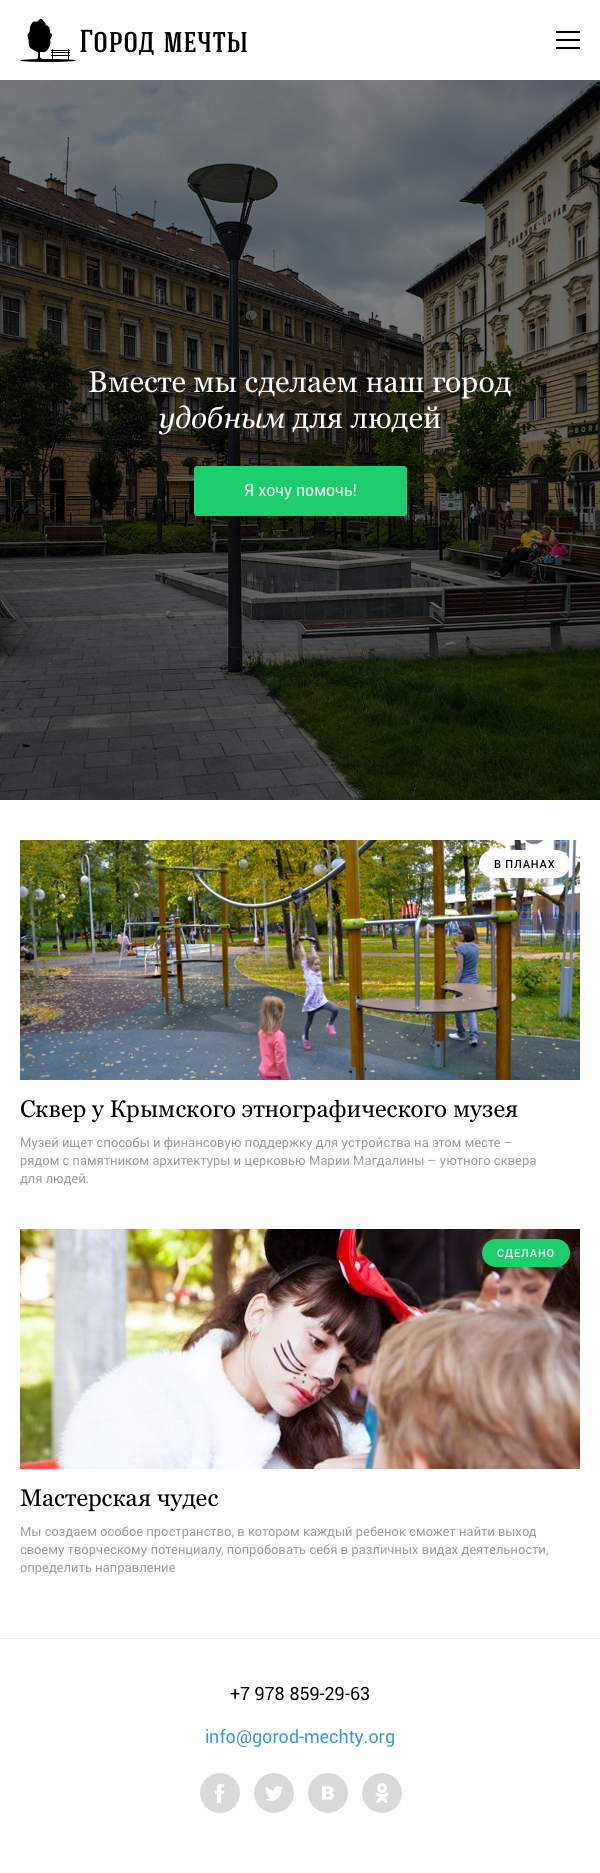 Город мечты
Вместе мы сделаем наш город
удобным для людей
Я хочу помочь!
В ПЛАНАХ
Сквер у Крымского этнографического музея
Музей ищет способы и финансовую поддержку для устройства на этом месте –
рядом с памятником архитектуры и церковью Марии Магдалины – уютного сквера
для людей.
СДЕЛАНО
Мастерская чудес
Мы создаем особое пространство, в котором каждый ребенок сможет найти выход
своему творческому потенциалу, попробовать себя в различных видах деятельности,
определить направление
+7 978 859-29-63
info@gorod-mechty.org